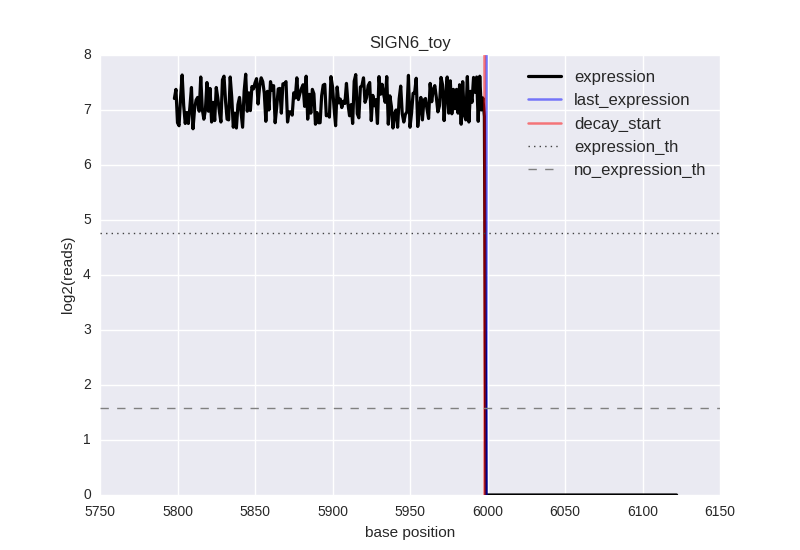 SIGN6_toy
8
7
6
5
4
3
2
1
0
log2(reads)
expression
last_expression
decay_start
expression_th
no_expression_th
5750 5800 5850 5900 5950 6000 6050 6100 6150
base position